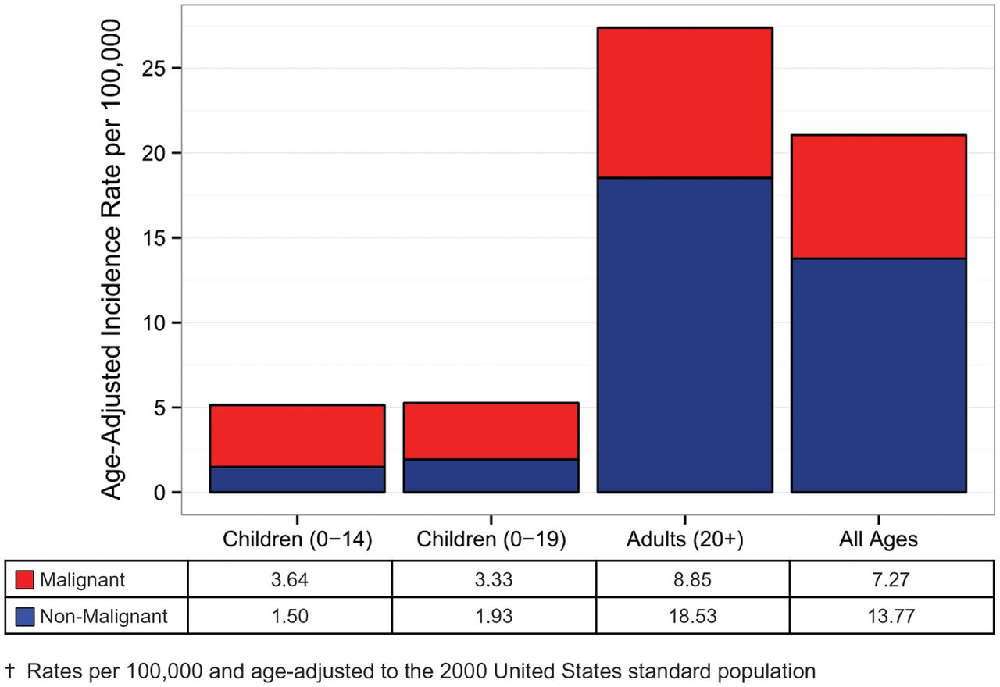 Age-Adjusted Incidence Rate per 100,000
25
20
15
10
5
0
Children (0−14) Children (0−19) Adults (20+) All Ages
Malignant 3.64 3.33 8.85 7.27
Non-Malignant 1.50 1.93 18.53 13.77
† Rates per 100,000 and age-adjusted to the 2000 United States standard population